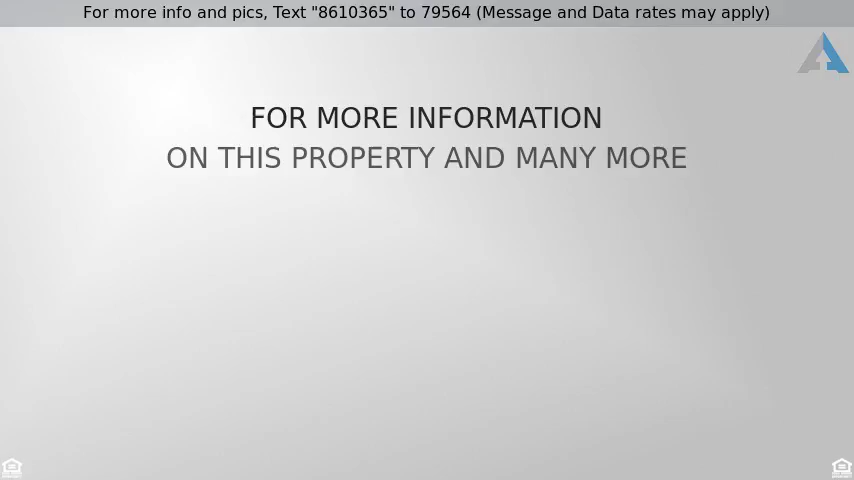 For more info and pics, Text "8610365" to 79564 (Message and Data rates may apply)
FOR MORE INFORMATION
ON THIS PROPERTY AND MANY MORE